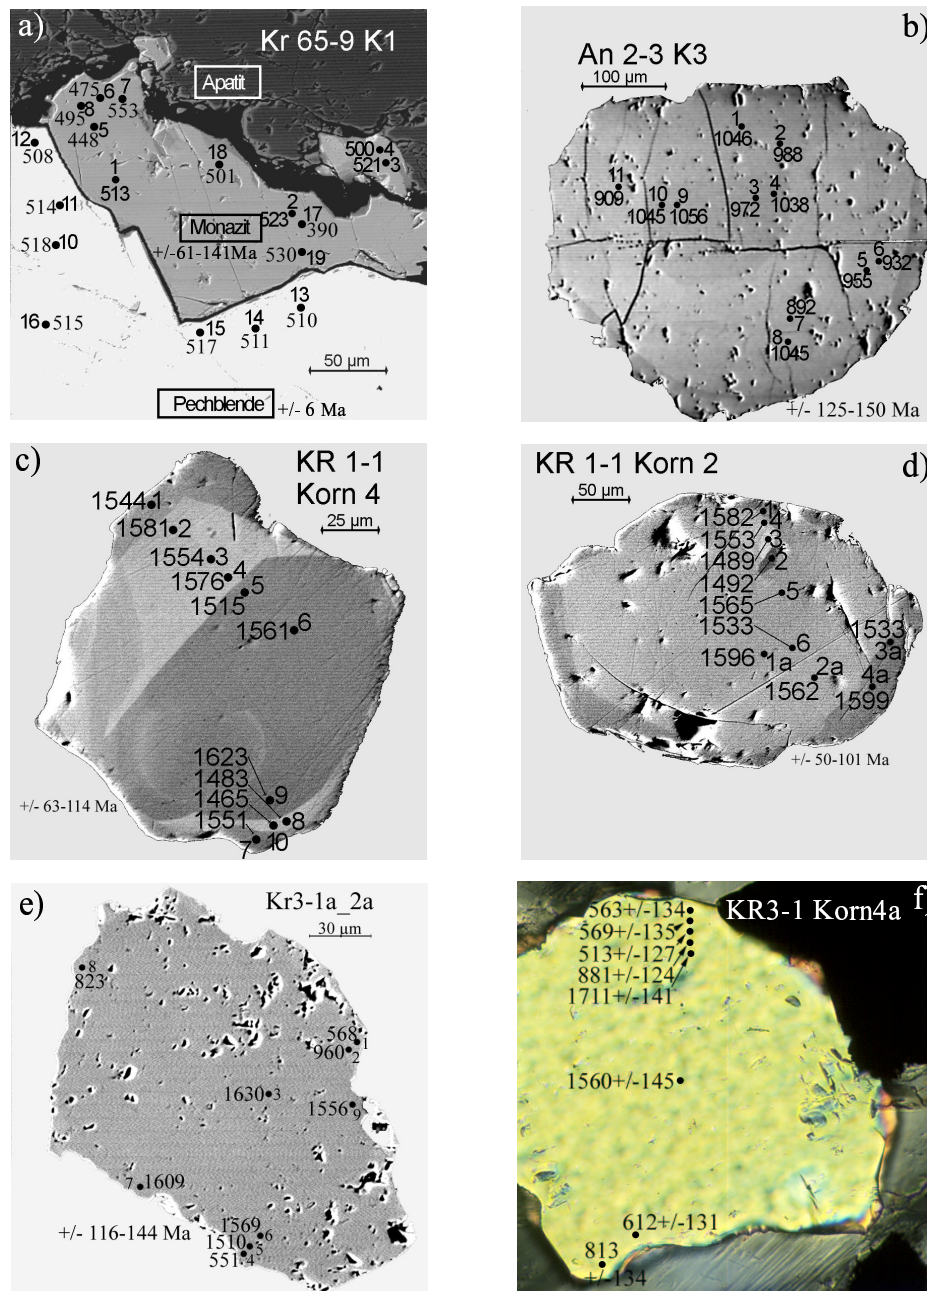 a)
Kr 65-9 K1
Apatit
475 6 7
553
495 8
448 5
12
508
1
513
18
501
500 4
521 3
514 11
2
523
17
390
Monazit
+/-61-141Ma
530
19
518 10
13
510
16 515
15
517
14
511
50 µm
Pechblende
+/- 6 Ma
b)
An 2-3 K3
100 µm
1
1046
2
988
11
909
10
1045
9
1056
3
972
4
1038
5
955
6
932
892
7
8
1045
+/- 125-150 Ma
c)
KR 1-1
Korn 4
25 µm
1544 1
1581 2
1554 3
1576 4
1515 5
1561 6
1623
1483
1465
1551
9
8
7 10
+/- 63-114 Ma
KR 1-1 Korn 2
d)
50 µm
1582 1
1553 4
1489 3
1492 2
1565 5
1533 6
1596 1a
1533
3a
2a
1562
4a
1599
+/- 50-101 Ma
e)
Kr3-1a_2a
30 µm
8
823
568 1
960 2
1630 3
1556 9
7 1609
+/- 116-144 Ma
1569 6
1510 5
551 4
f)
KR3-1 Korn4a
563+/-134
569+/-135
513+/-127
881+/-124
1711+/-141
1560+/-145
612+/-131
813
+/-134